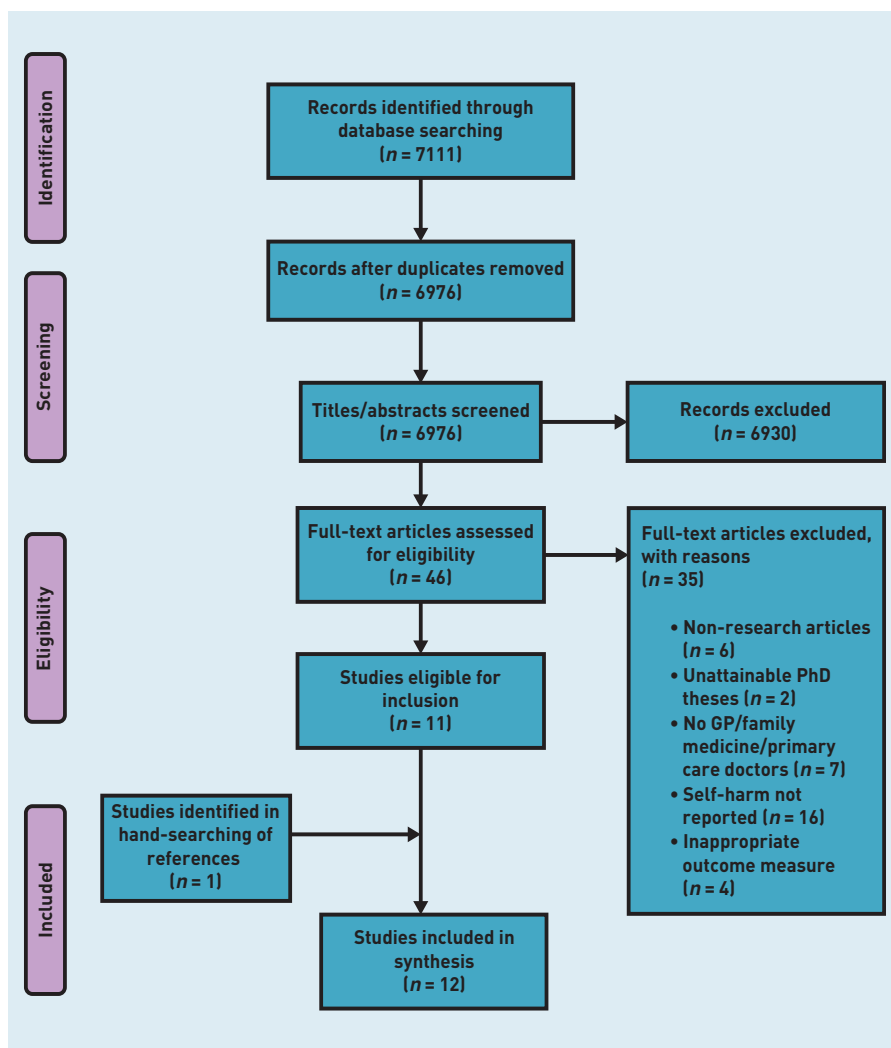 Identification
Records identified through
database searching
(n = 7111)
Records after duplicates removed
(n = 6976)
Screening
Titles/abstracts screened
(n = 6976)
Records excluded
(n = 6930)
Eligibility
Full-text articles assessed
for eligibility
(n = 46)
Full-text articles excluded,
with reasons
(n = 35)
• Non-research articles
(n = 6)
• Unattainable PhD
theses (n = 2)
• No GP/family
medicine/primary
care doctors (n = 7)
• Self-harm not
reported (n = 16)
• Inappropriate
outcome measure
(n = 4)
Studies eligible for
inclusion
(n = 11)
Included
Studies identified in
hand-searching of
references
(n = 1)
Studies included in
synthesis
(n = 12)